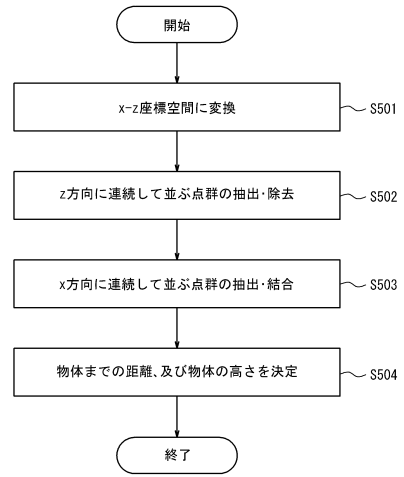 開始
x-z座標空間に変換
S501
z方向に連続して並ぶ点群の抽出･除去
S502
x方向に連続して並ぶ点群の抽出･結合
S503
物体までの距離､及び物体の高さを決定
S504
終了